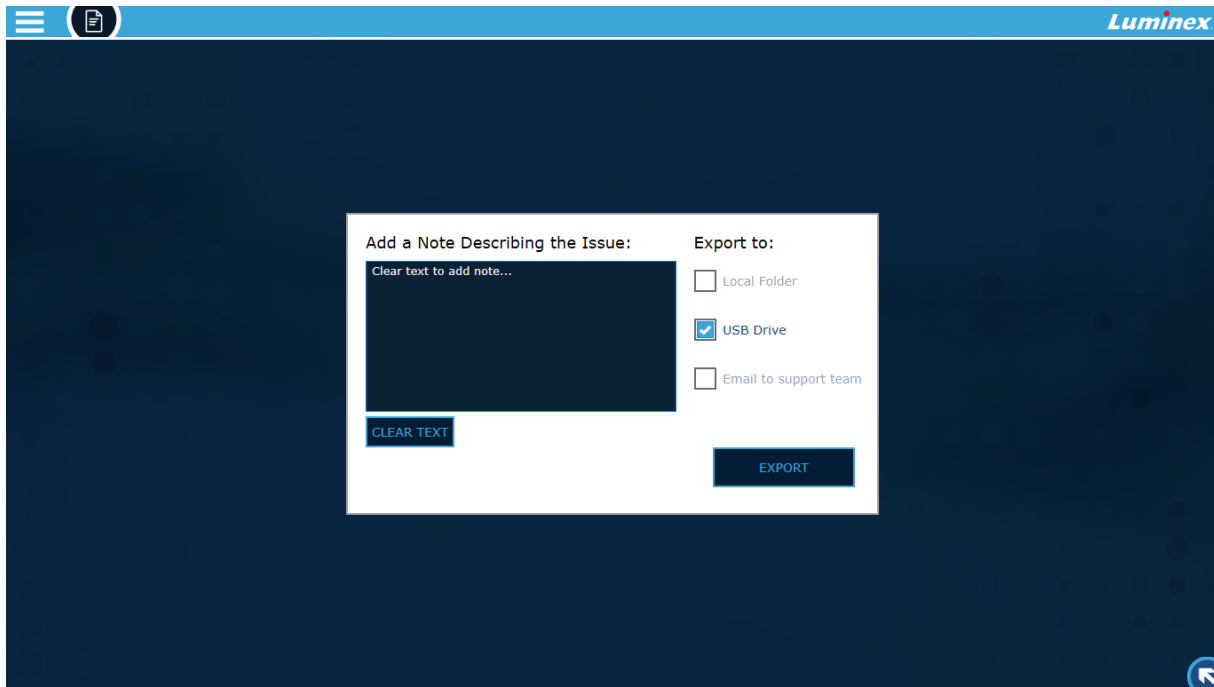 Luminex
Add a Note Describing the Issue:
Clear text to add note...
CLEAR TEXT
Export to:
Local Folder
USB Drive
Email to support team
EXPORT